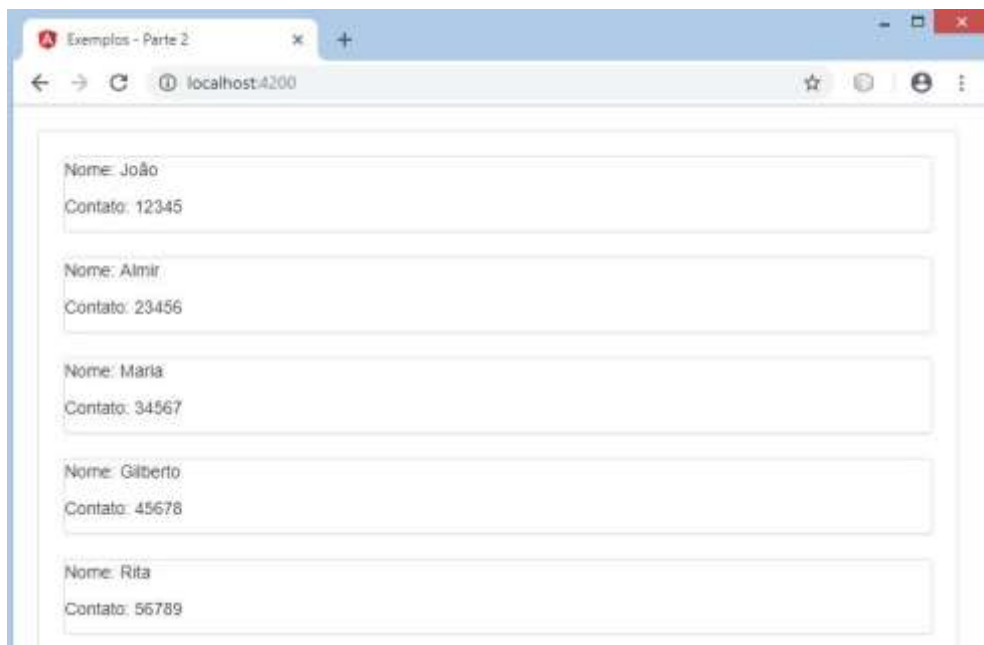 Exemplos - Parte 2
localhost:4200
Nome: João
Contato: 12345
Nome: Almir
Contato: 23456
Nome: Maria
Contato: 34567
Nome: Gilberto
Contato: 45678
Nome: Rita
Contato: 56789